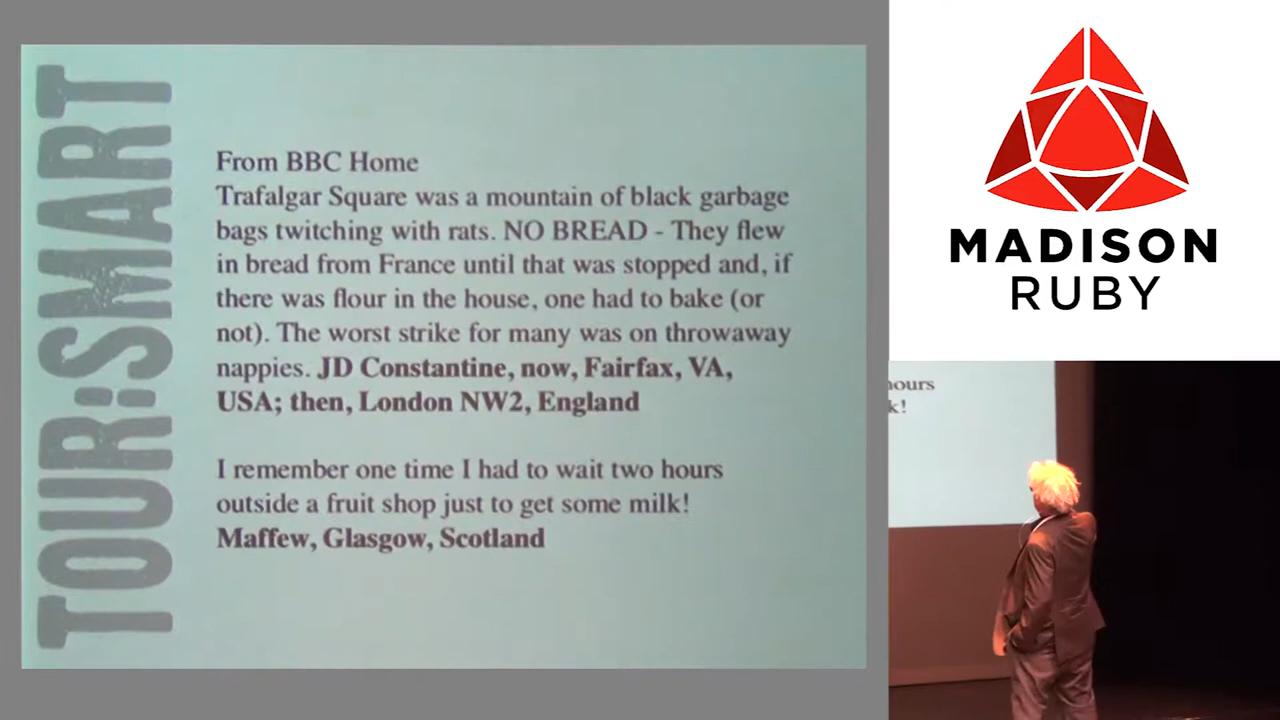 TOUR:SMART
From BBC Home
Trafalgar Square was a mountain of black garbage
bags twitching with rats. NO BREAD - They flew
in bread from France until that was stopped and, if
there was flour in the house, one had to bake (or
not). The worst strike for many was on throwaway
nappies. JD Constantine, now, Fairfax, VA,
USA; then, London NW2, England
I remember one time I had to wait two hours
outside a fruit shop just to get some milk!
Maffew, Glasgow, Scotland
MADISON
RUBY
hours
k!